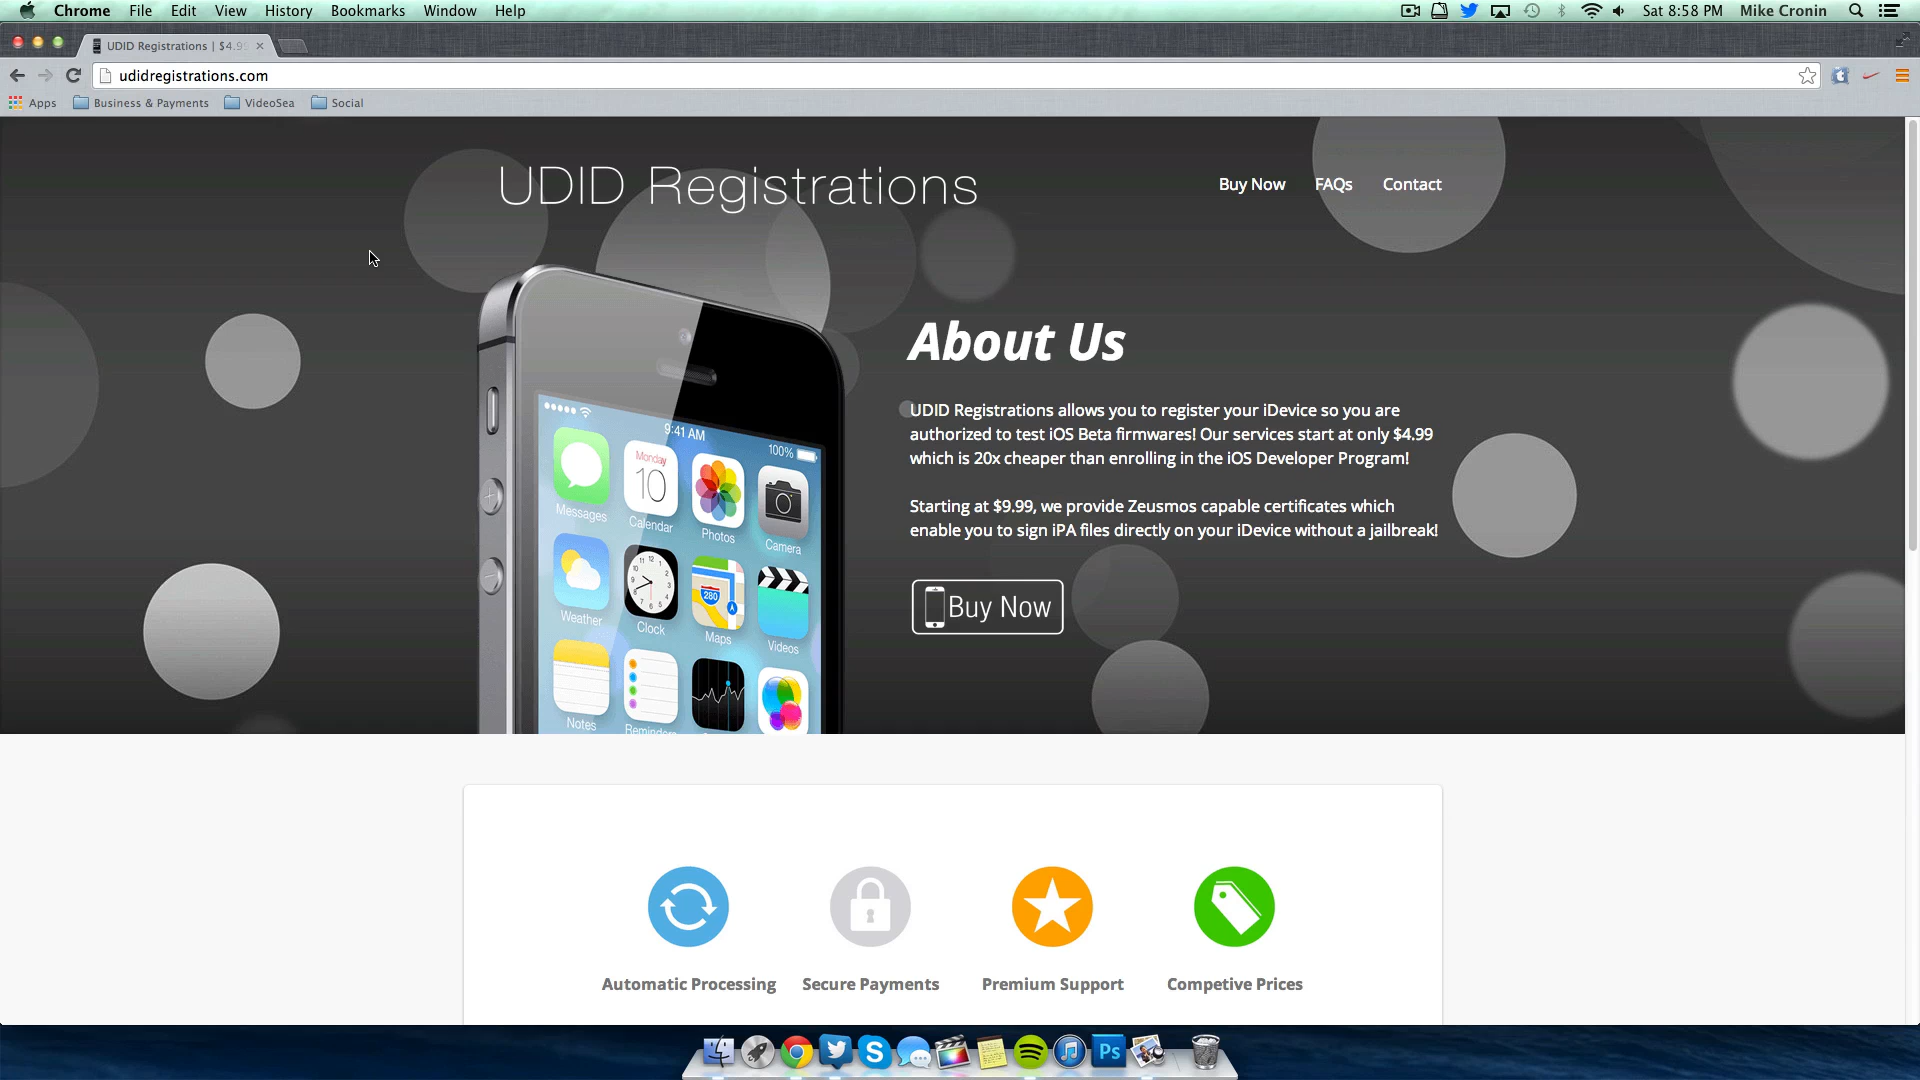 Chrome File Edit View History Bookmarks Window Help
Sat 8:58 PM Mike Cronin
UDID Registrations | $4.99
udidregistrations.com
Apps Business & Payments VideoSea Social
UDID Registrations
Buy Now FAQs Contact
About Us
UDID Registrations allows you to register your iDevice so you are
authorized to test iOS Beta firmwares! Our services start at only $4.99
which is 20x cheaper than enrolling in the iOS Developer Program!
Starting at $9.99, we provide Zeusmos capable certificates which
enable you to sign iPA files directly on your iDevice without a jailbreak!
Buy Now
9:41 AM
100%
Monday
10
Messages Calendar Photos Camera
280
Weather Clock Maps Videos
Notes Reminders
Automatic Processing Secure Payments Premium Support Competive Prices
Ps